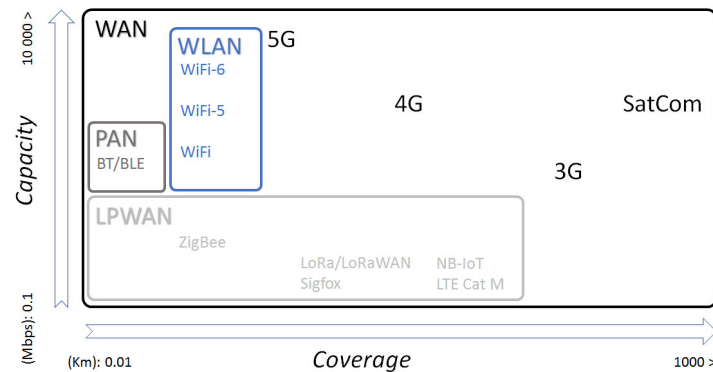 10 000 >
Capacity
(Mbps): 0.1
WAN
WLAN
WiFi-6
WiFi-5
WiFi
5G
4G
SatCom
3G
PAN
BT/BLE
LPWAN
ZigBee
LoRa/LoRaWAN
Sigfox
NB-IoT
LTE Cat M
(Km): 0.01
Coverage
1000 >